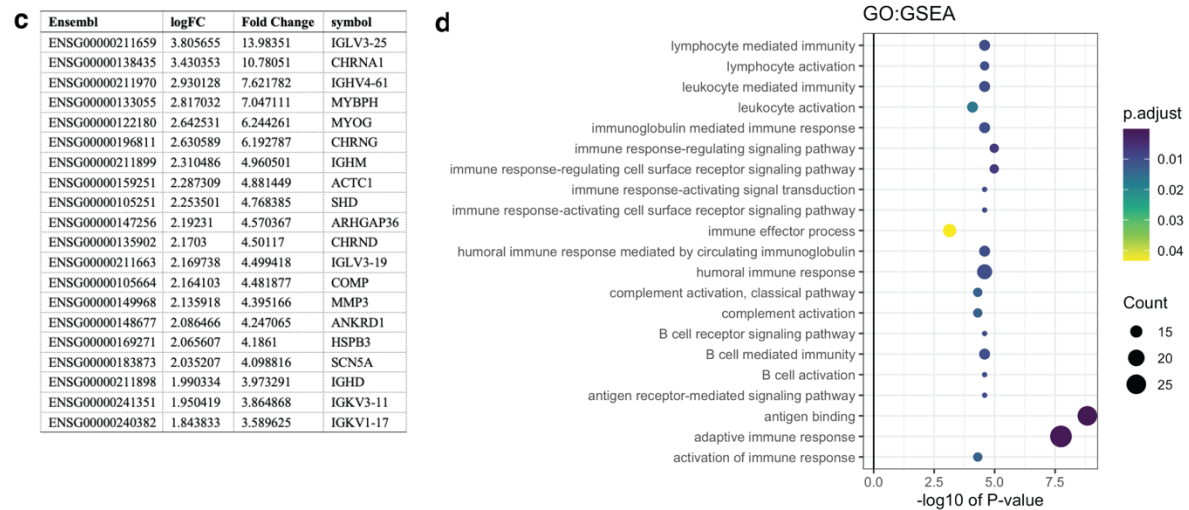 c
Ensembl logFC Fold Change symbol
ENSG00000211659 3.805655 13.98351 IGLV3-25
ENSG00000138435 3.430353 10.78051 CHRNA1
ENSG00000211970 2.930128 7.621782 IGHV4-61
ENSG00000133055 2.817032 7.047111 MYBPH
ENSG00000122180 2.642531 6.244261 MYOG
ENSG00000196811 2.630589 6.192787 CHRNG
ENSG00000211899 2.310486 4.960501 IGHM
ENSG00000159251 2.287309 4.881449 ACTC1
ENSG00000105251 2.253501 4.768385 SHD
ENSG00000147256 2.19231 4.570367 ARHGAP36
ENSG00000135902 2.1703 4.50117 CHRND
ENSG00000211663 2.169738 4.499418 IGLV3-19
ENSG00000105664 2.164103 4.481877 COMP
ENSG00000149968 2.135918 4.395166 MMP3
ENSG00000148677 2.086466 4.247065 ANKRD1
ENSG00000169271 2.065607 4.1861 HSPB3
ENSG00000183873 2.035207 4.098816 SCN5A
ENSG00000211898 1.990334 3.973291 IGHD
ENSG00000241351 1.950419 3.864868 IGKV3-11
ENSG00000240382 1.843833 3.589625 IGKV1-17
d
GO:GSEA
lymphocyte mediated immunity
lymphocyte activation
leukocyte mediated immunity
leukocyte activation
immunoglobulin mediated immune response
immune response-regulating signaling pathway
immune response-regulating cell surface receptor signaling pathway
immune response-activating signal transduction
immune response-activating cell surface receptor signaling pathway
immune effector process
humoral immune response mediated by circulating immunoglobulin
humoral immune response
complement activation, classical pathway
complement activation
B cell receptor signaling pathway
B cell mediated immunity
B cell activation
antigen receptor-mediated signaling pathway
antigen binding
adaptive immune response
activation of immune response
0.0 2.5 5.0 7.5
-log10 of P-value
p.adjust
0.01
0.02
0.03
0.04
Count
15
20
25